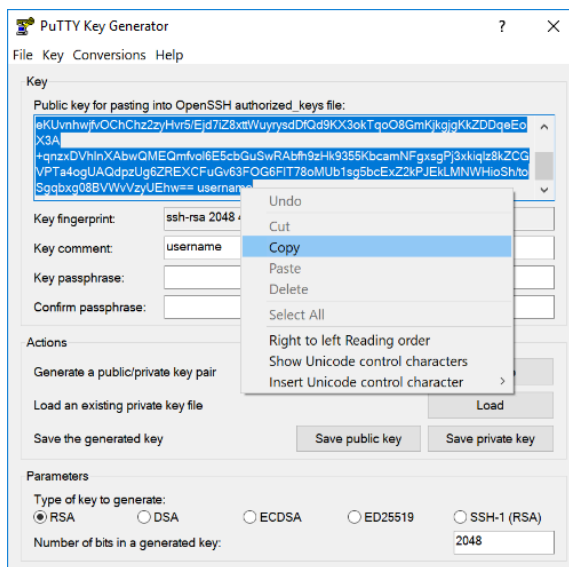 PuTTY Key Generator
File Key Conversions Help
Key
Public key for pasting into OpenSSH authorized_keys file:
eKUvnhwjfvOChChz2zyHvr5/Ejd7iZ8xttWuyrysdDfQd9KX3okTqoO8GmKjkgjgKkZDDqeEo
X3A
+qnzxDVhInXAbwQMEQmfvol6E5cbGuSwRAbfh9zHk9355KbcamNFgxsgPj3xkiqIz8kZCG
VPTa4ogUAQdpzUg6ZREXCFuGv63FOG6FIT78oMUb1sg5bcExZ2kPJEkLMNWHioSh/to
Sgqbxg08BVWvVzyUEhw== username
Undo
Cut
Copy
Paste
Delete
Select All
Right to left Reading order
Show Unicode control characters
Insert Unicode control character
Key fingerprint: ssh-rsa 2048
Key comment: username
Key passphrase:
Confirm passphrase:
Actions
Generate a public/private key pair
Load an existing private key file Load
Save the generated key Save public key Save private key
Parameters
Type of key to generate:
RSA DSA ECDSA ED25519 SSH-1 (RSA)
Number of bits in a generated key: 2048